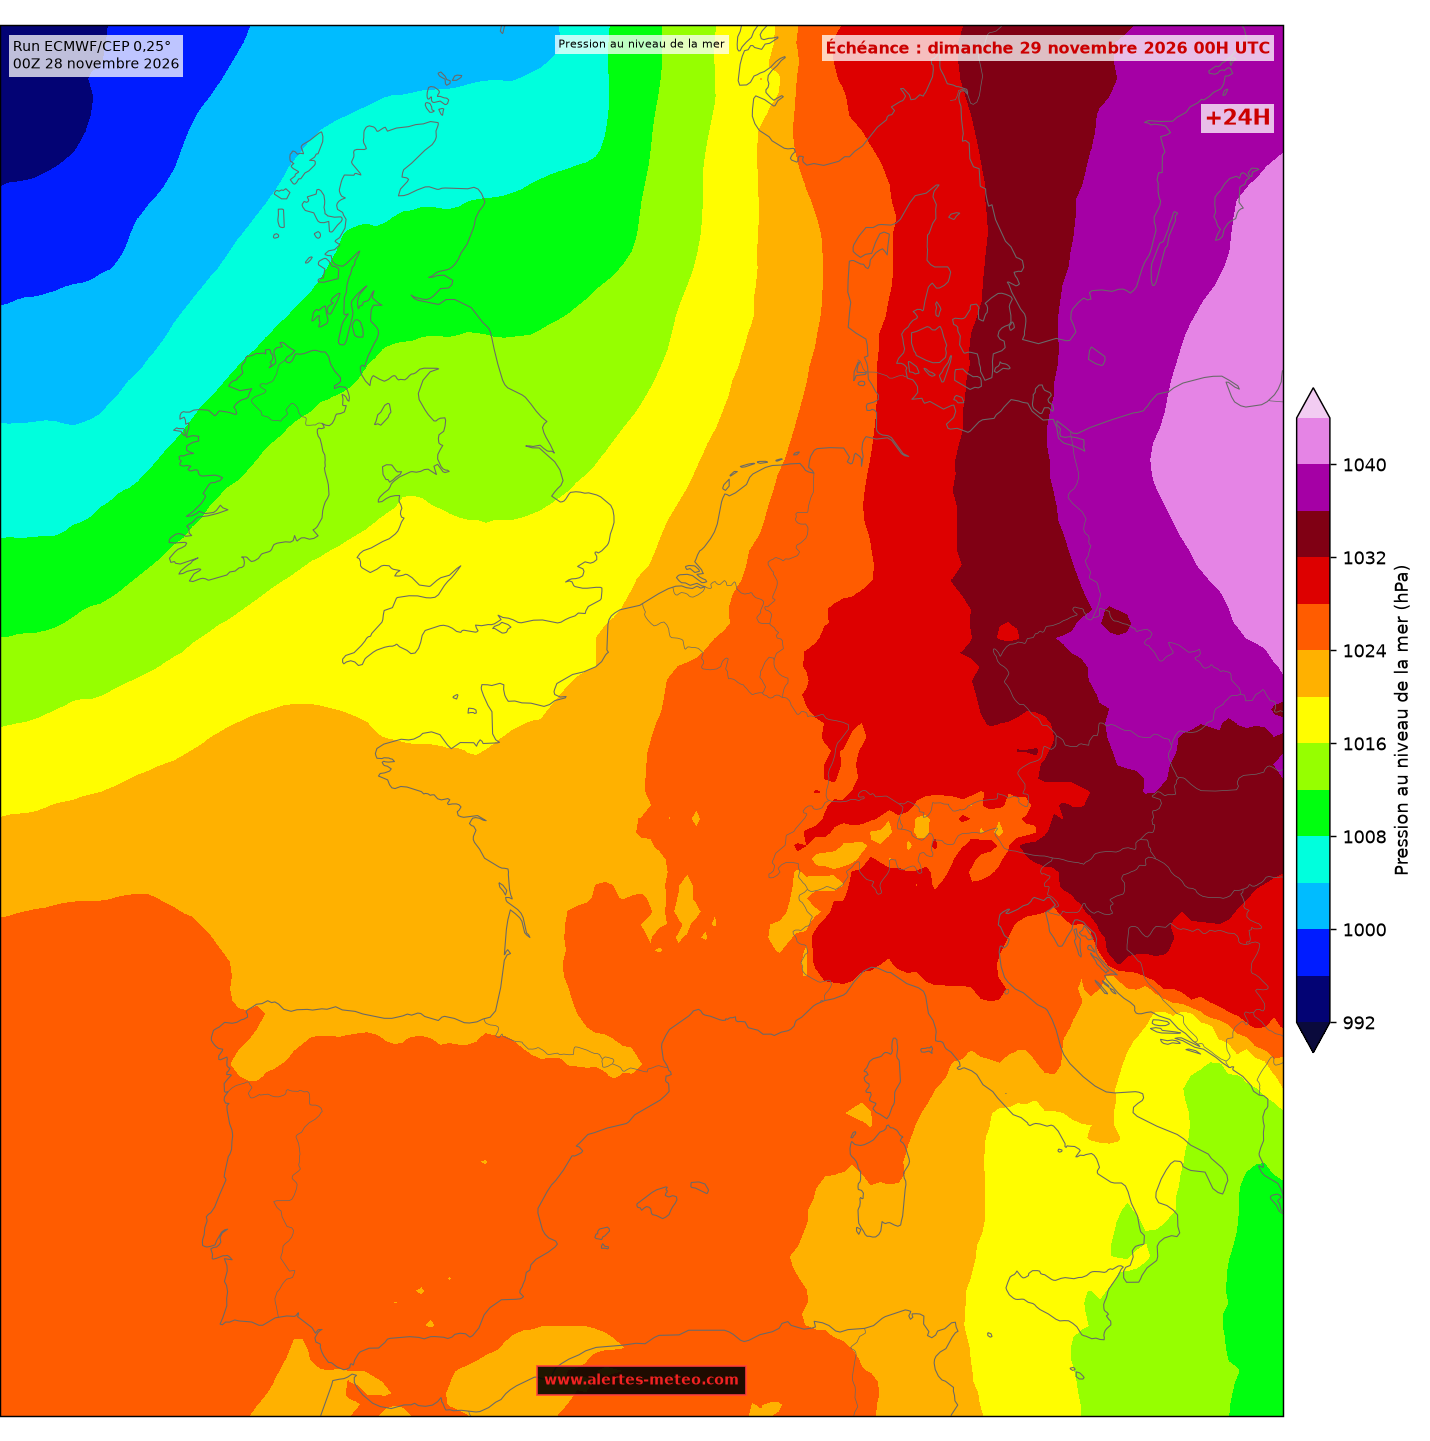 Run ECMWF/CEP 0,25°
00Z 28 novembre 2026
Pression au niveau de la mer
Échéance : dimanche 29 novembre 2026 00H UTC
+24H
1040
1032
1024
1016
1008
1000
992
Pression au niveau de la mer (hPa)
www.alertes-meteo.com